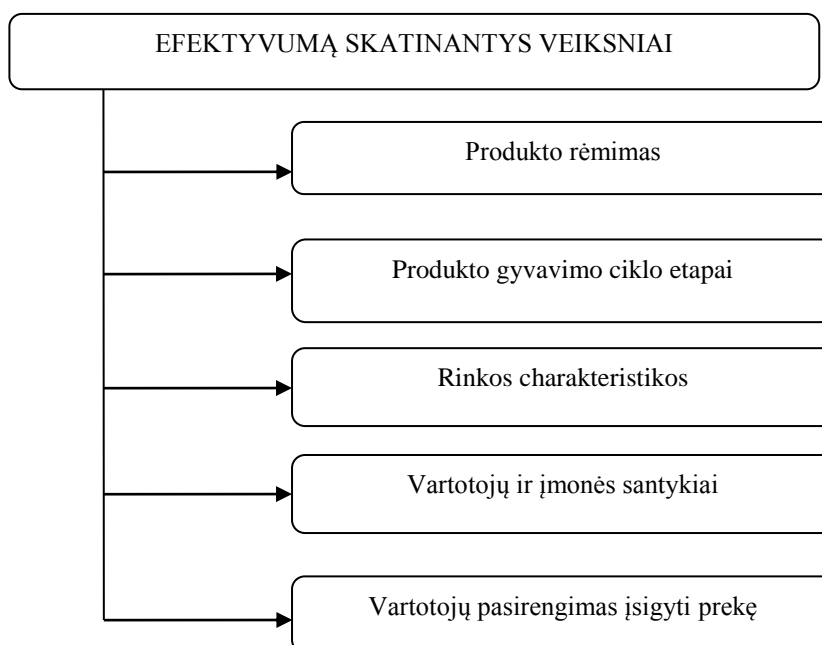 EFEKTYVUMĄ SKATINANTYS VEIKSNIAI
Produkto rėmimas
Produkto gyvavimo ciklo etapai
Rinkos charakteristikos
Vartotojų ir įmonės santykiai
Vartotojų pasirengimas įsigyti prekę